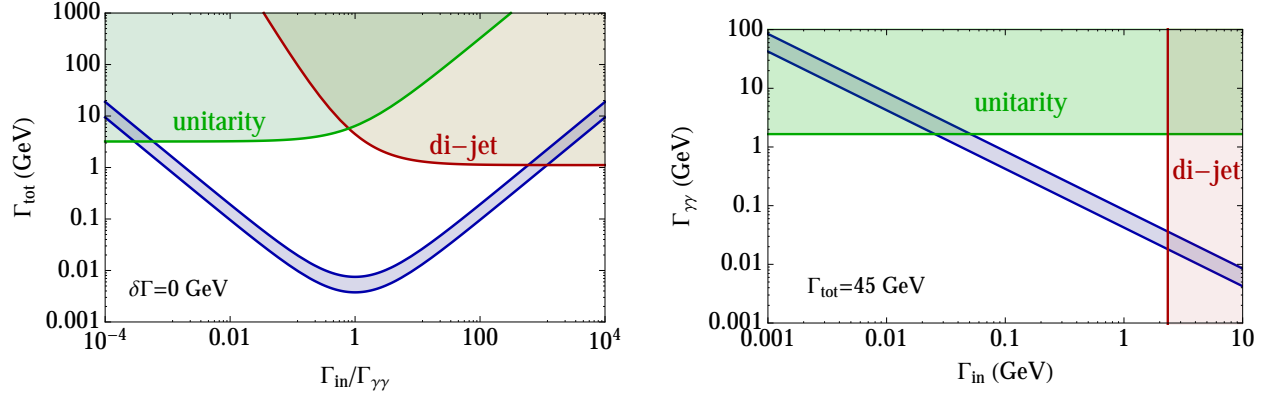 1000
100
10
1
0.1
0.01
0.001
Γtot (GeV)
unitarity
di-jet
δΓ=0 GeV
10⁻⁴ 0.01 1 100 10⁴
Γin/Γγγ
100
10
1
0.1
0.01
0.001
Γγγ (GeV)
unitarity
di-jet
Γtot=45 GeV
0.001 0.01 0.1 1 10
Γin (GeV)